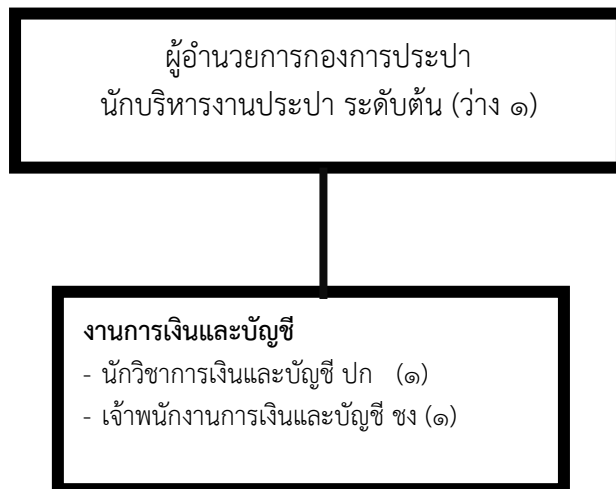 ผู้อำนวยการกองการประปา
นักบริหารงานประปา ระดับต้น (ว่าง ๑)
งานการเงินและบัญชี
- นักวิชาการเงินและบัญชี ปก (๑)
- เจ้าพนักงานการเงินและบัญชี ชง (๑)